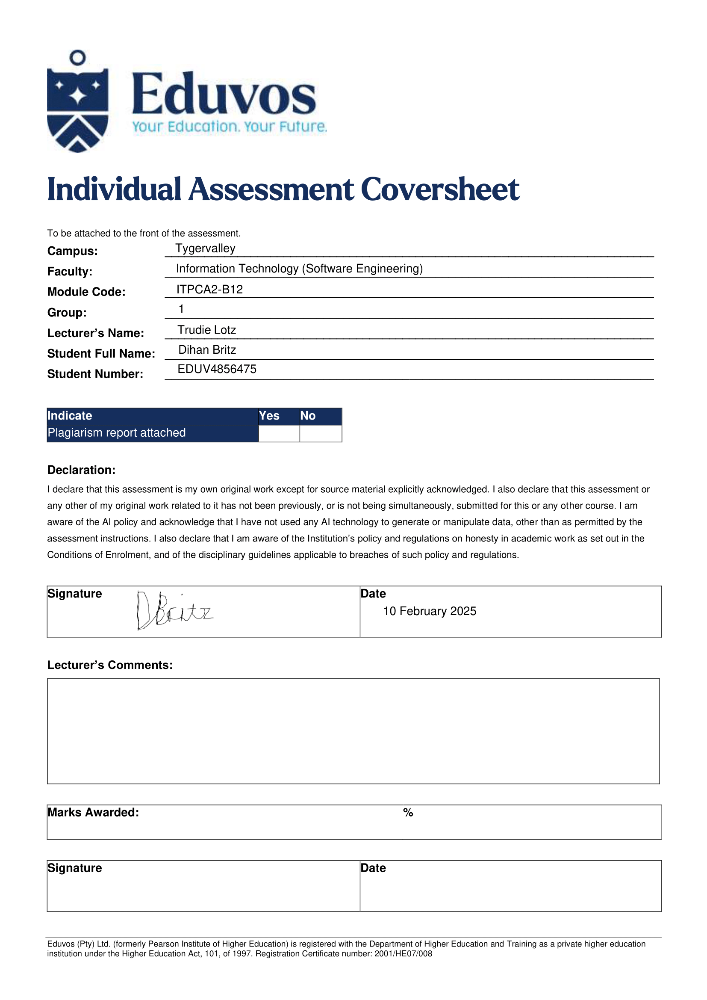 Eduvos
Your Education. Your Future.
Individual Assessment Coversheet
To be attached to the front of the assessment.
Campus: Tygervalley
Faculty: Information Technology (Software Engineering)
Module Code: ITPCA2-B12
Group: 1
Lecturer’s Name: Trudie Lotz
Student Full Name: Dihan Britz
Student Number: EDUV4856475
Indicate Yes No
Plagiarism report attached
Declaration:
I declare that this assessment is my own original work except for source material explicitly acknowledged. I also declare that this assessment or
any other of my original work related to it has not been previously, or is not being simultaneously, submitted for this or any other course. I am
aware of the AI policy and acknowledge that I have not used any AI technology to generate or manipulate data, other than as permitted by the
assessment instructions. I also declare that I am aware of the Institution’s policy and regulations on honesty in academic work as set out in the
Conditions of Enrolment, and of the disciplinary guidelines applicable to breaches of such policy and regulations.
Signature DBritz Date
10 February 2025
Lecturer’s Comments:
Marks Awarded: %
Signature Date
Eduvos (Pty) Ltd. (formerly Pearson Institute of Higher Education) is registered with the Department of Higher Education and Training as a private higher education
institution under the Higher Education Act, 101, of 1997. Registration Certificate number: 2001/HE07/008